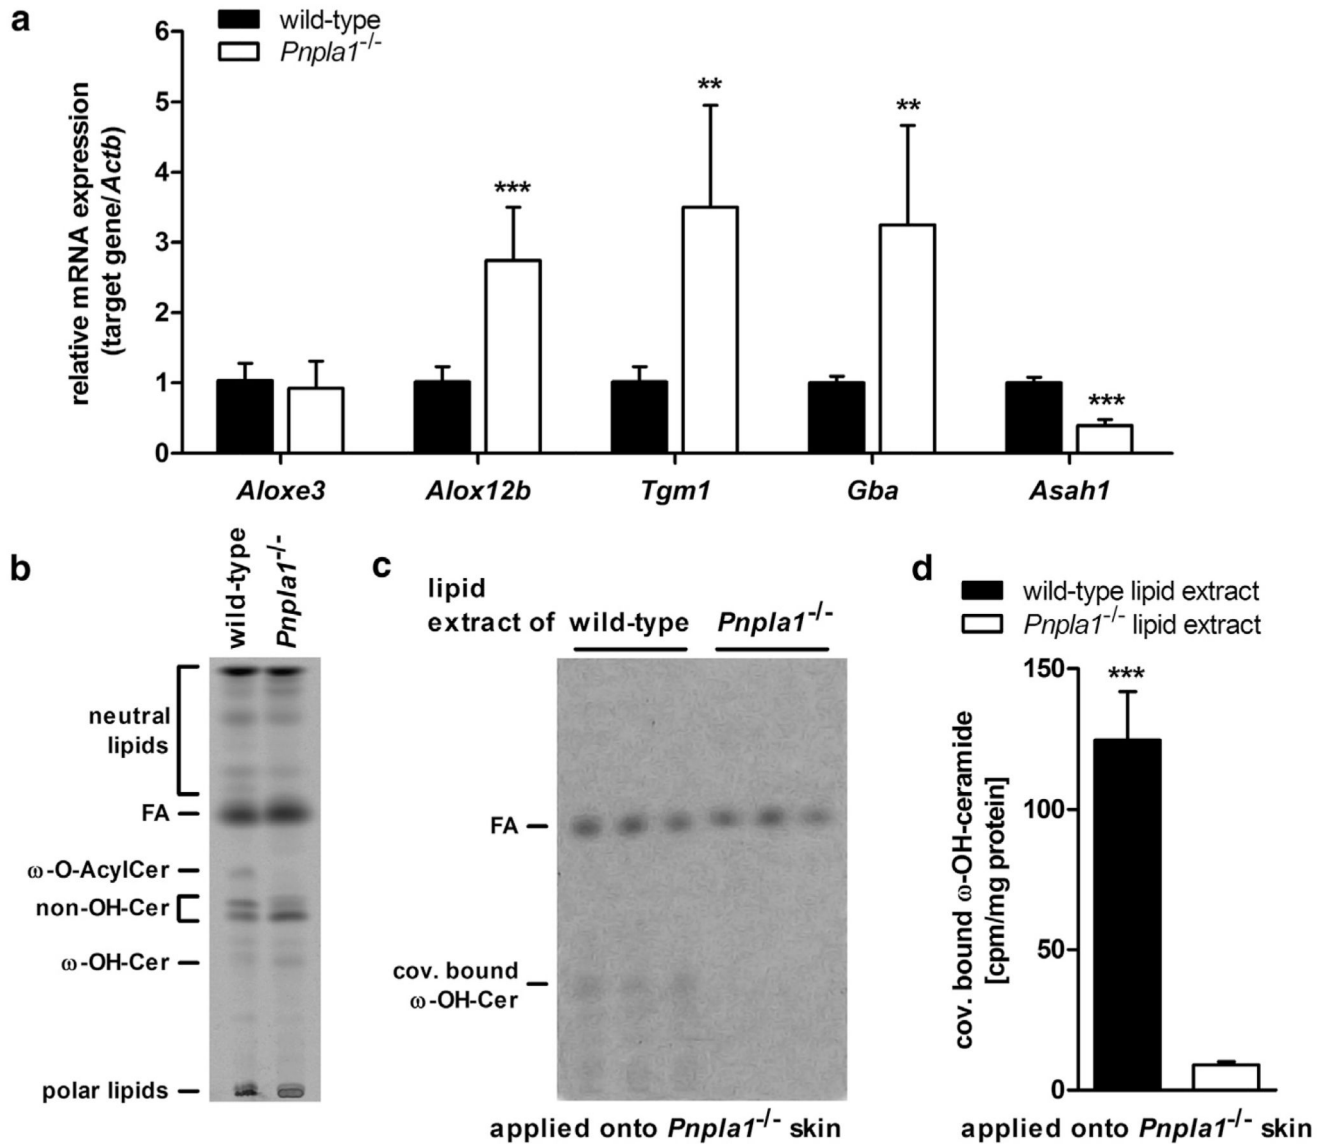 a
wild-type
Pnpla1-/-
6
5
4
3
2
1
0
relative mRNA expression
(target gene/Actb)
***
**
**
***
Aloxe3 Alox12b Tgm1 Gba Asah1
b
wild-type
Pnpla1-/-
neutral
lipids
FA
ω-O-AcylCer
non-OH-Cer
ω-OH-Cer
polar lipids
c
lipid
extract of wild-type Pnpla1-/-
FA
cov. bound
ω-OH-Cer
applied onto Pnpla1-/- skin
d
wild-type lipid extract
Pnpla1-/- lipid extract
150
100
50
0
cov. bound ω-OH-ceramide
[cpm/mg protein]
***
applied onto Pnpla1-/- skin